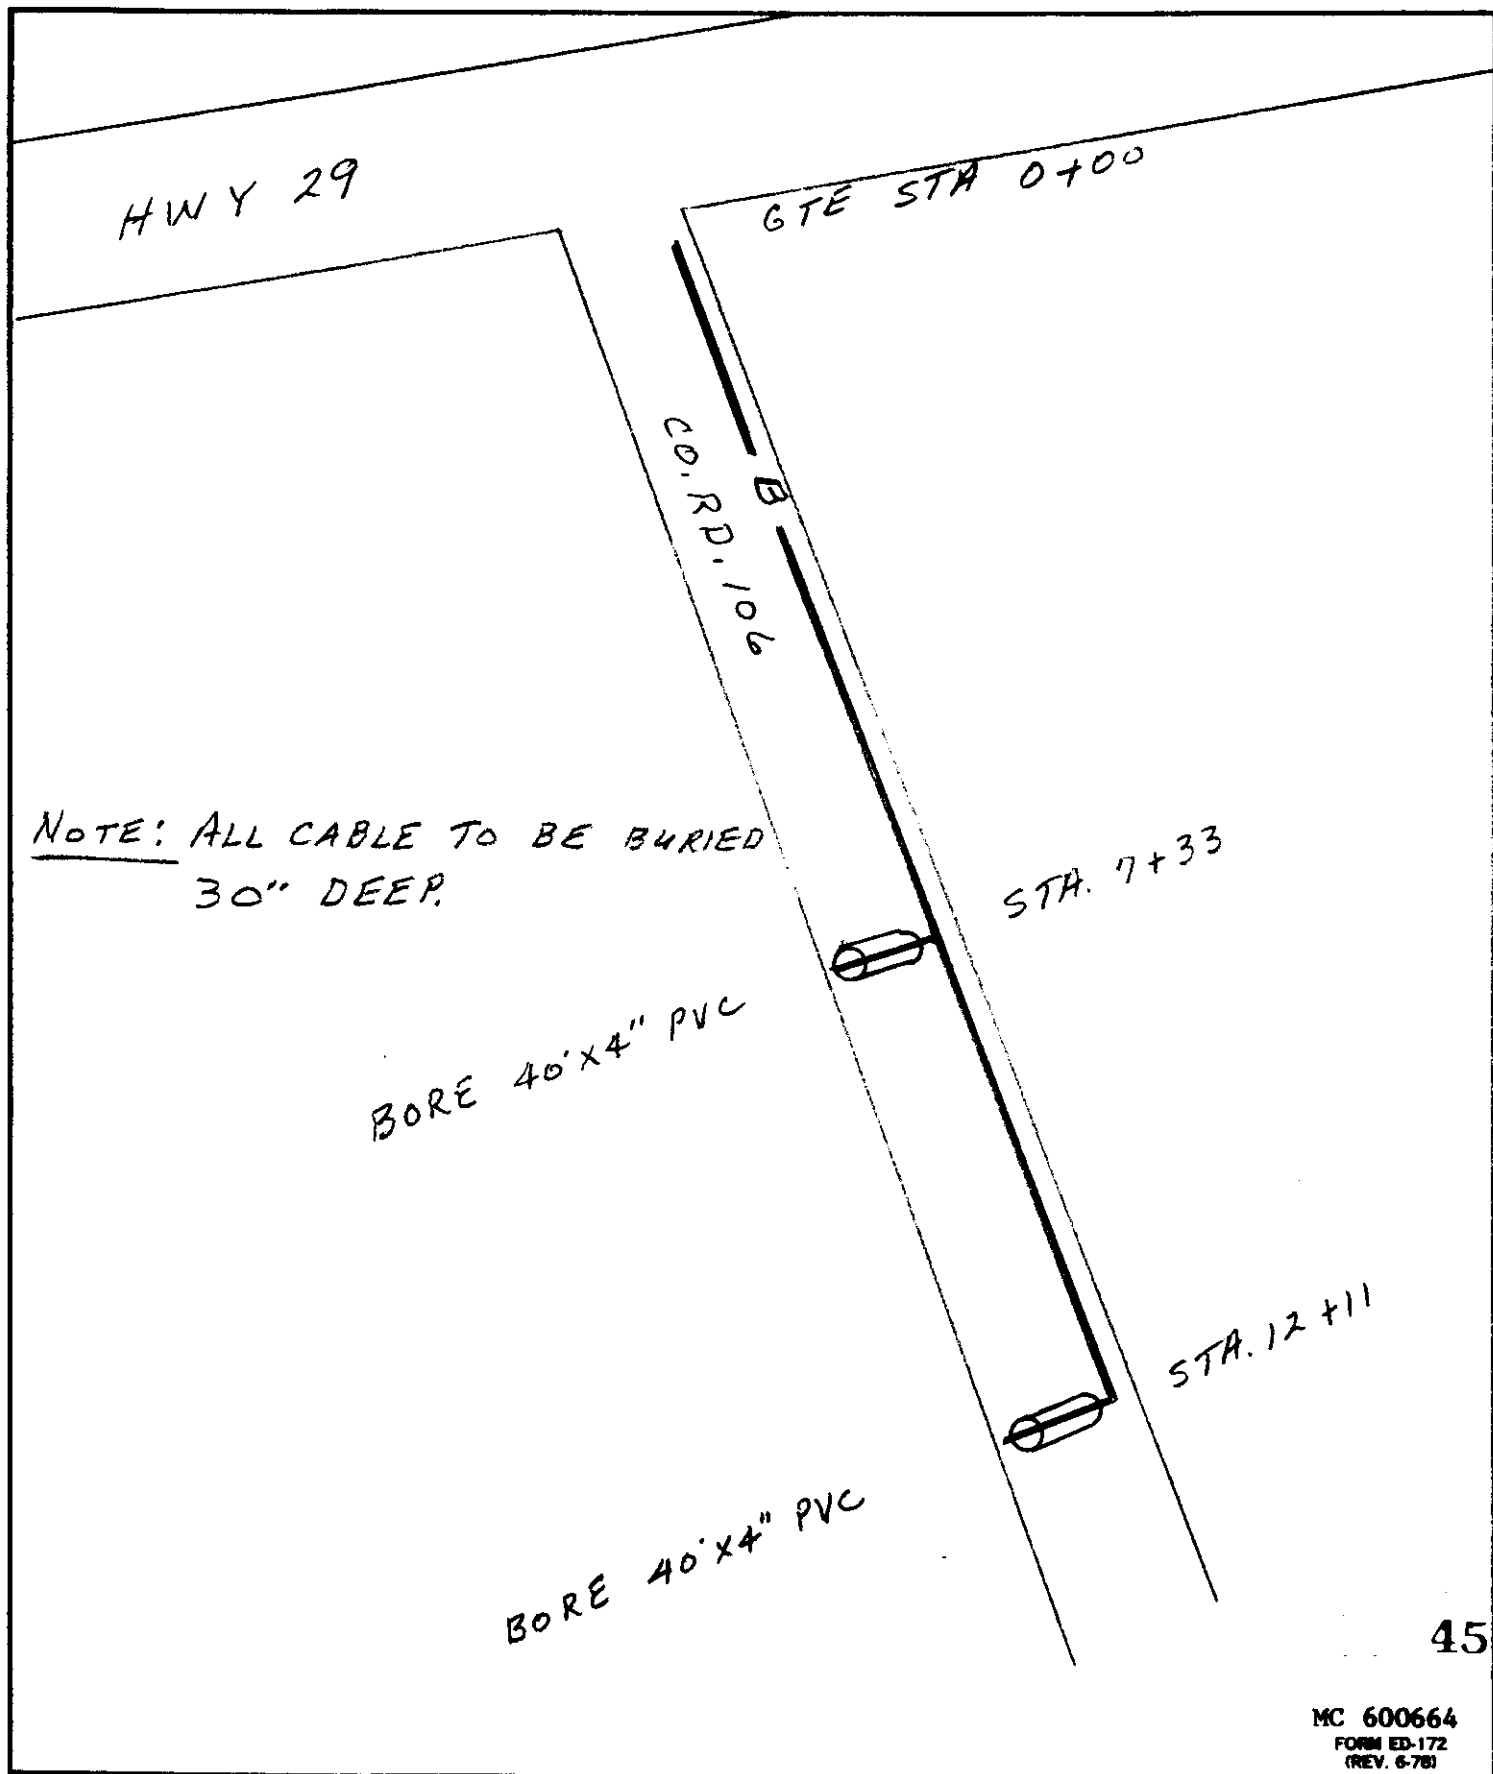 HWY 29
GTE STA 0+00
CO. RD. 106
B
NOTE: ALL CABLE TO BE BURIED
30" DEEP.
STA. 7+33
BORE 40'x4" PVC
STA. 12+11
BORE 40'x4" PVC
45
MC 600664
FORM ED-172
(REV. 6-78)